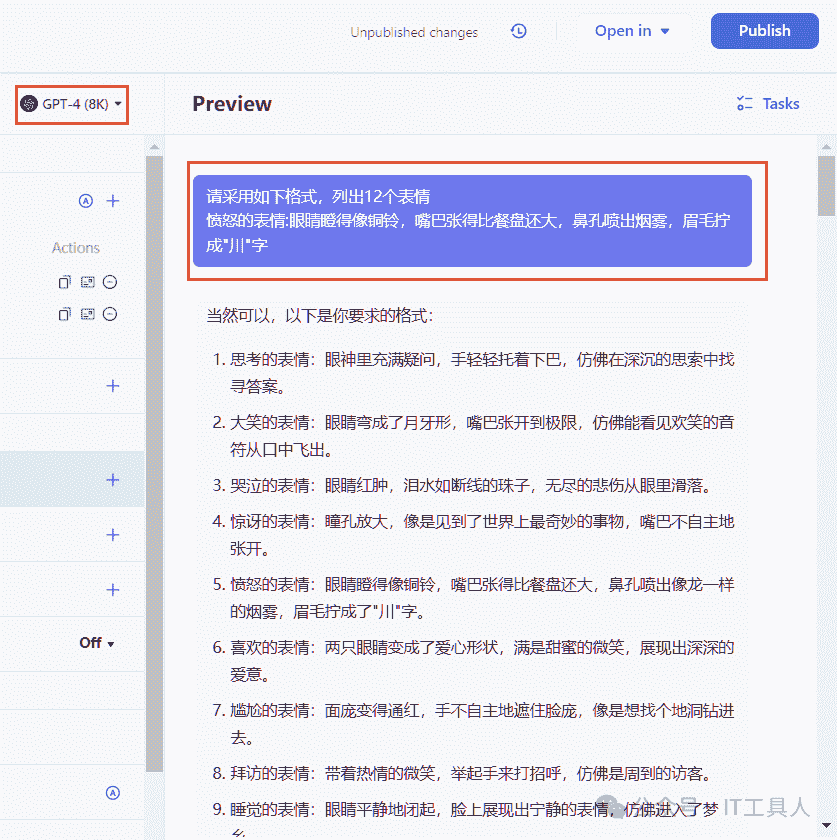 Unpublished changes
Open in
Publish
GPT-4 (8K)
Preview
Tasks
请采用如下格式，列出12个表情
愤怒的表情:眼睛瞪得像铜铃，嘴巴张得比餐盘还大，鼻孔喷出烟雾，眉毛拧
成"川"字
Actions
当然可以，以下是你要求的格式：
1. 思考的表情：眼神里充满疑问，手轻轻托着下巴，仿佛在深沉的思索中找
寻答案。
2. 大笑的表情：眼睛弯成了月牙形，嘴巴张开到极限，仿佛能看见欢笑的音
符从口中飞出。
3. 哭泣的表情：眼睛红肿，泪水如断线的珠子，无尽的悲伤从眼里滑落。
4. 惊讶的表情：瞳孔放大，像是见到了世界上最奇妙的事物，嘴巴不自主地
张开。
5. 愤怒的表情：眼睛瞪得像铜铃，嘴巴张得比餐盘还大，鼻孔喷出像龙一样
的烟雾，眉毛拧成了"川"字。
6. 喜欢的表情：两只眼睛变成了爱心形状，满是甜蜜的微笑，展现出深深的
爱意。
Off
7. 尴尬的表情：面庞变得通红，手不自主地遮住脸庞，像是想找个地洞钻进
去。
8. 拜访的表情：带着热情的微笑，举起手来打招呼，仿佛是周到的访客。
9. 睡觉的表情：眼睛平静地闭起，脸上展现出宁静的表情，仿佛进入了梦
乡
公众号 · IT工具人